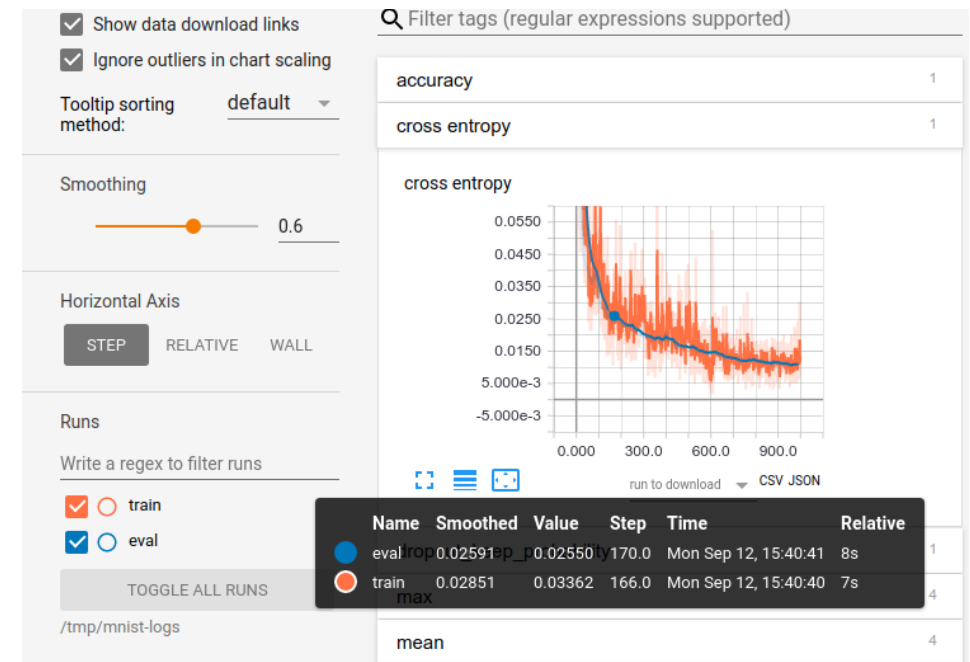 Show data download links
Ignore outliers in chart scaling
Tooltip sorting method: default
Smoothing
0.6
Horizontal Axis
STEP RELATIVE WALL
Runs
Write a regex to filter runs
train
eval
TOGGLE ALL RUNS
/tmp/mnist-logs
Filter tags (regular expressions supported)
accuracy 1
cross entropy 1
cross entropy
0.0550
0.0450
0.0350
0.0250
0.0150
5.000e-3
-5.000e-3
0.000 300.0 600.0 900.0
run to download CSV JSON
Name Smoothed Value Step Time Relative
eval 0.02591 0.02550 170.0 Mon Sep 12, 15:40:41 8s
train 0.02851 0.03362 166.0 Mon Sep 12, 15:40:40 7s
1
max 4
mean 4